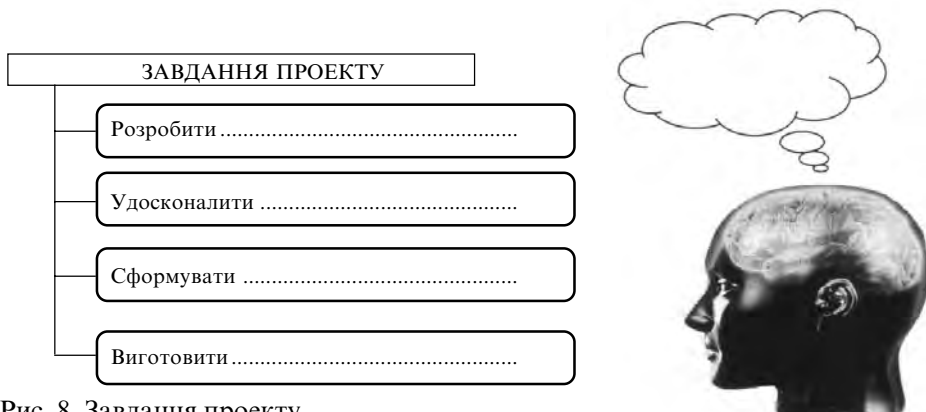 ЗАВДАННЯ ПРОЕКТУ
Розробити..................................................
Удосконалити ...........................................
Сформувати ..............................................
Виготовити................................................
Рис. 8. Завдання проекту